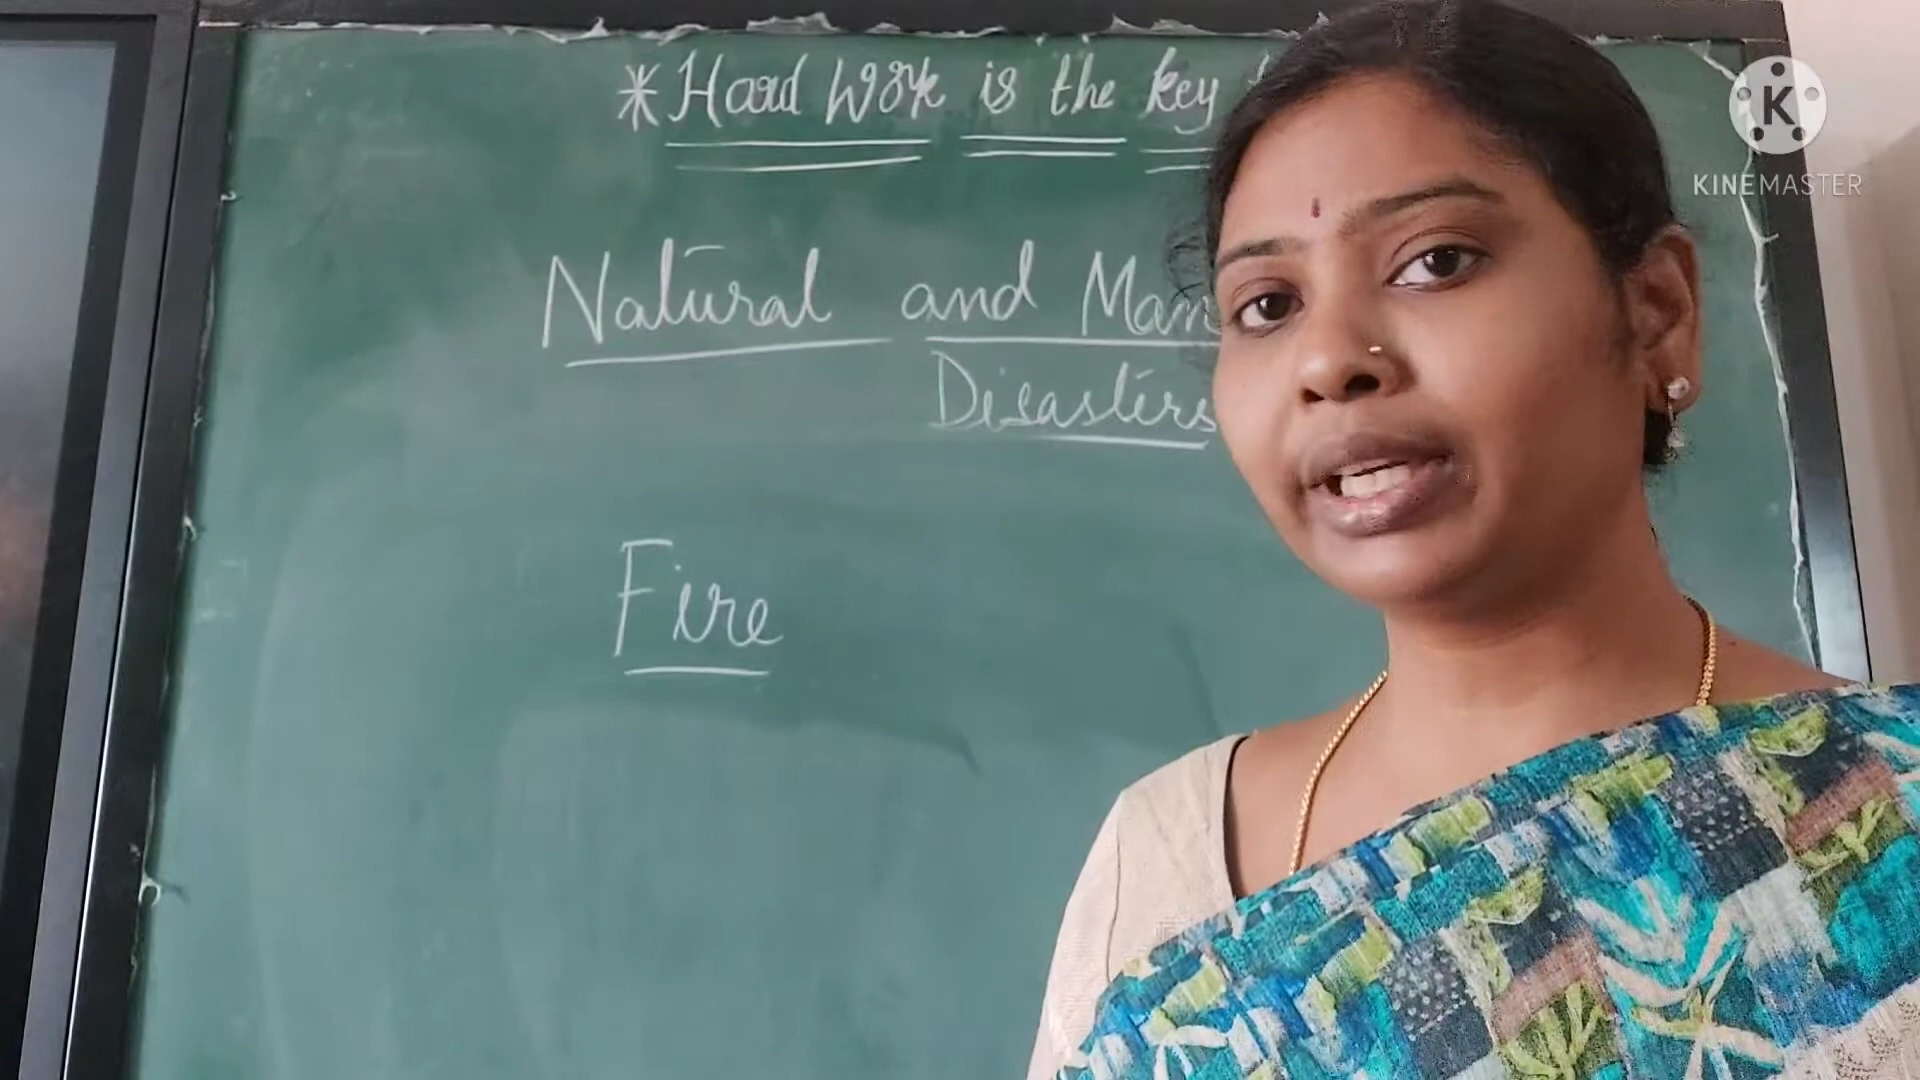 *Hard Work is the key
KINEMASTER
Natural and Man
Disasters
Fire